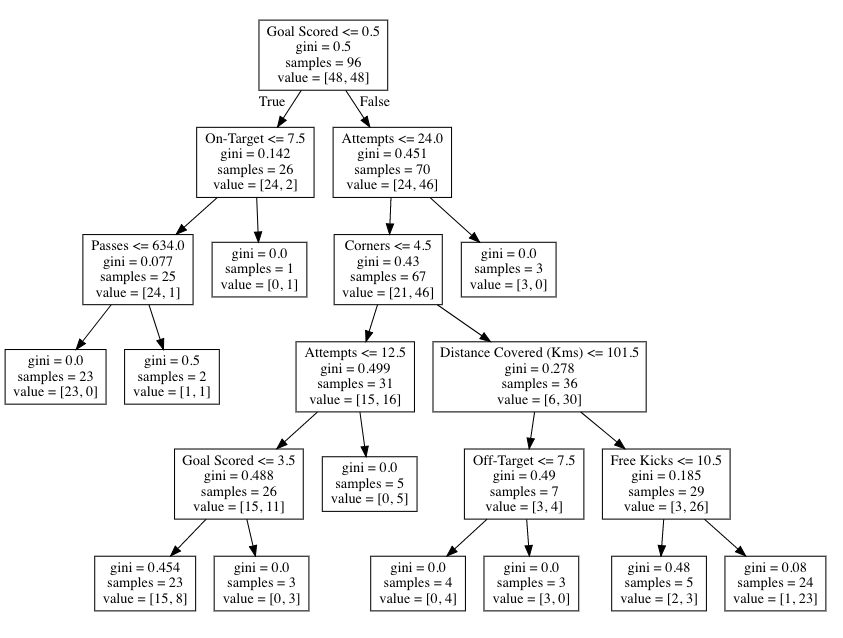 Goal Scored <= 0.5
gini = 0.5
samples = 96
value = [48, 48]
True
False
On-Target <= 7.5
gini = 0.142
samples = 26
value = [24, 2]
Attempts <= 24.0
gini = 0.451
samples = 70
value = [24, 46]
Passes <= 634.0
gini = 0.077
samples = 25
value = [24, 1]
gini = 0.0
samples = 1
value = [0, 1]
Corners <= 4.5
gini = 0.43
samples = 67
value = [21, 46]
gini = 0.0
samples = 3
value = [3, 0]
gini = 0.0
samples = 23
value = [23, 0]
gini = 0.5
samples = 2
value = [1, 1]
Attempts <= 12.5
gini = 0.499
samples = 31
value = [15, 16]
Distance Covered (Kms) <= 101.5
gini = 0.278
samples = 36
value = [6, 30]
Goal Scored <= 3.5
gini = 0.488
samples = 26
value = [15, 11]
gini = 0.0
samples = 5
value = [0, 5]
Off-Target <= 7.5
gini = 0.49
samples = 7
value = [3, 4]
Free Kicks <= 10.5
gini = 0.185
samples = 29
value = [3, 26]
gini = 0.454
samples = 23
value = [15, 8]
gini = 0.0
samples = 3
value = [0, 3]
gini = 0.0
samples = 4
value = [0, 4]
gini = 0.0
samples = 3
value = [3, 0]
gini = 0.48
samples = 5
value = [2, 3]
gini = 0.08
samples = 24
value = [1, 23]